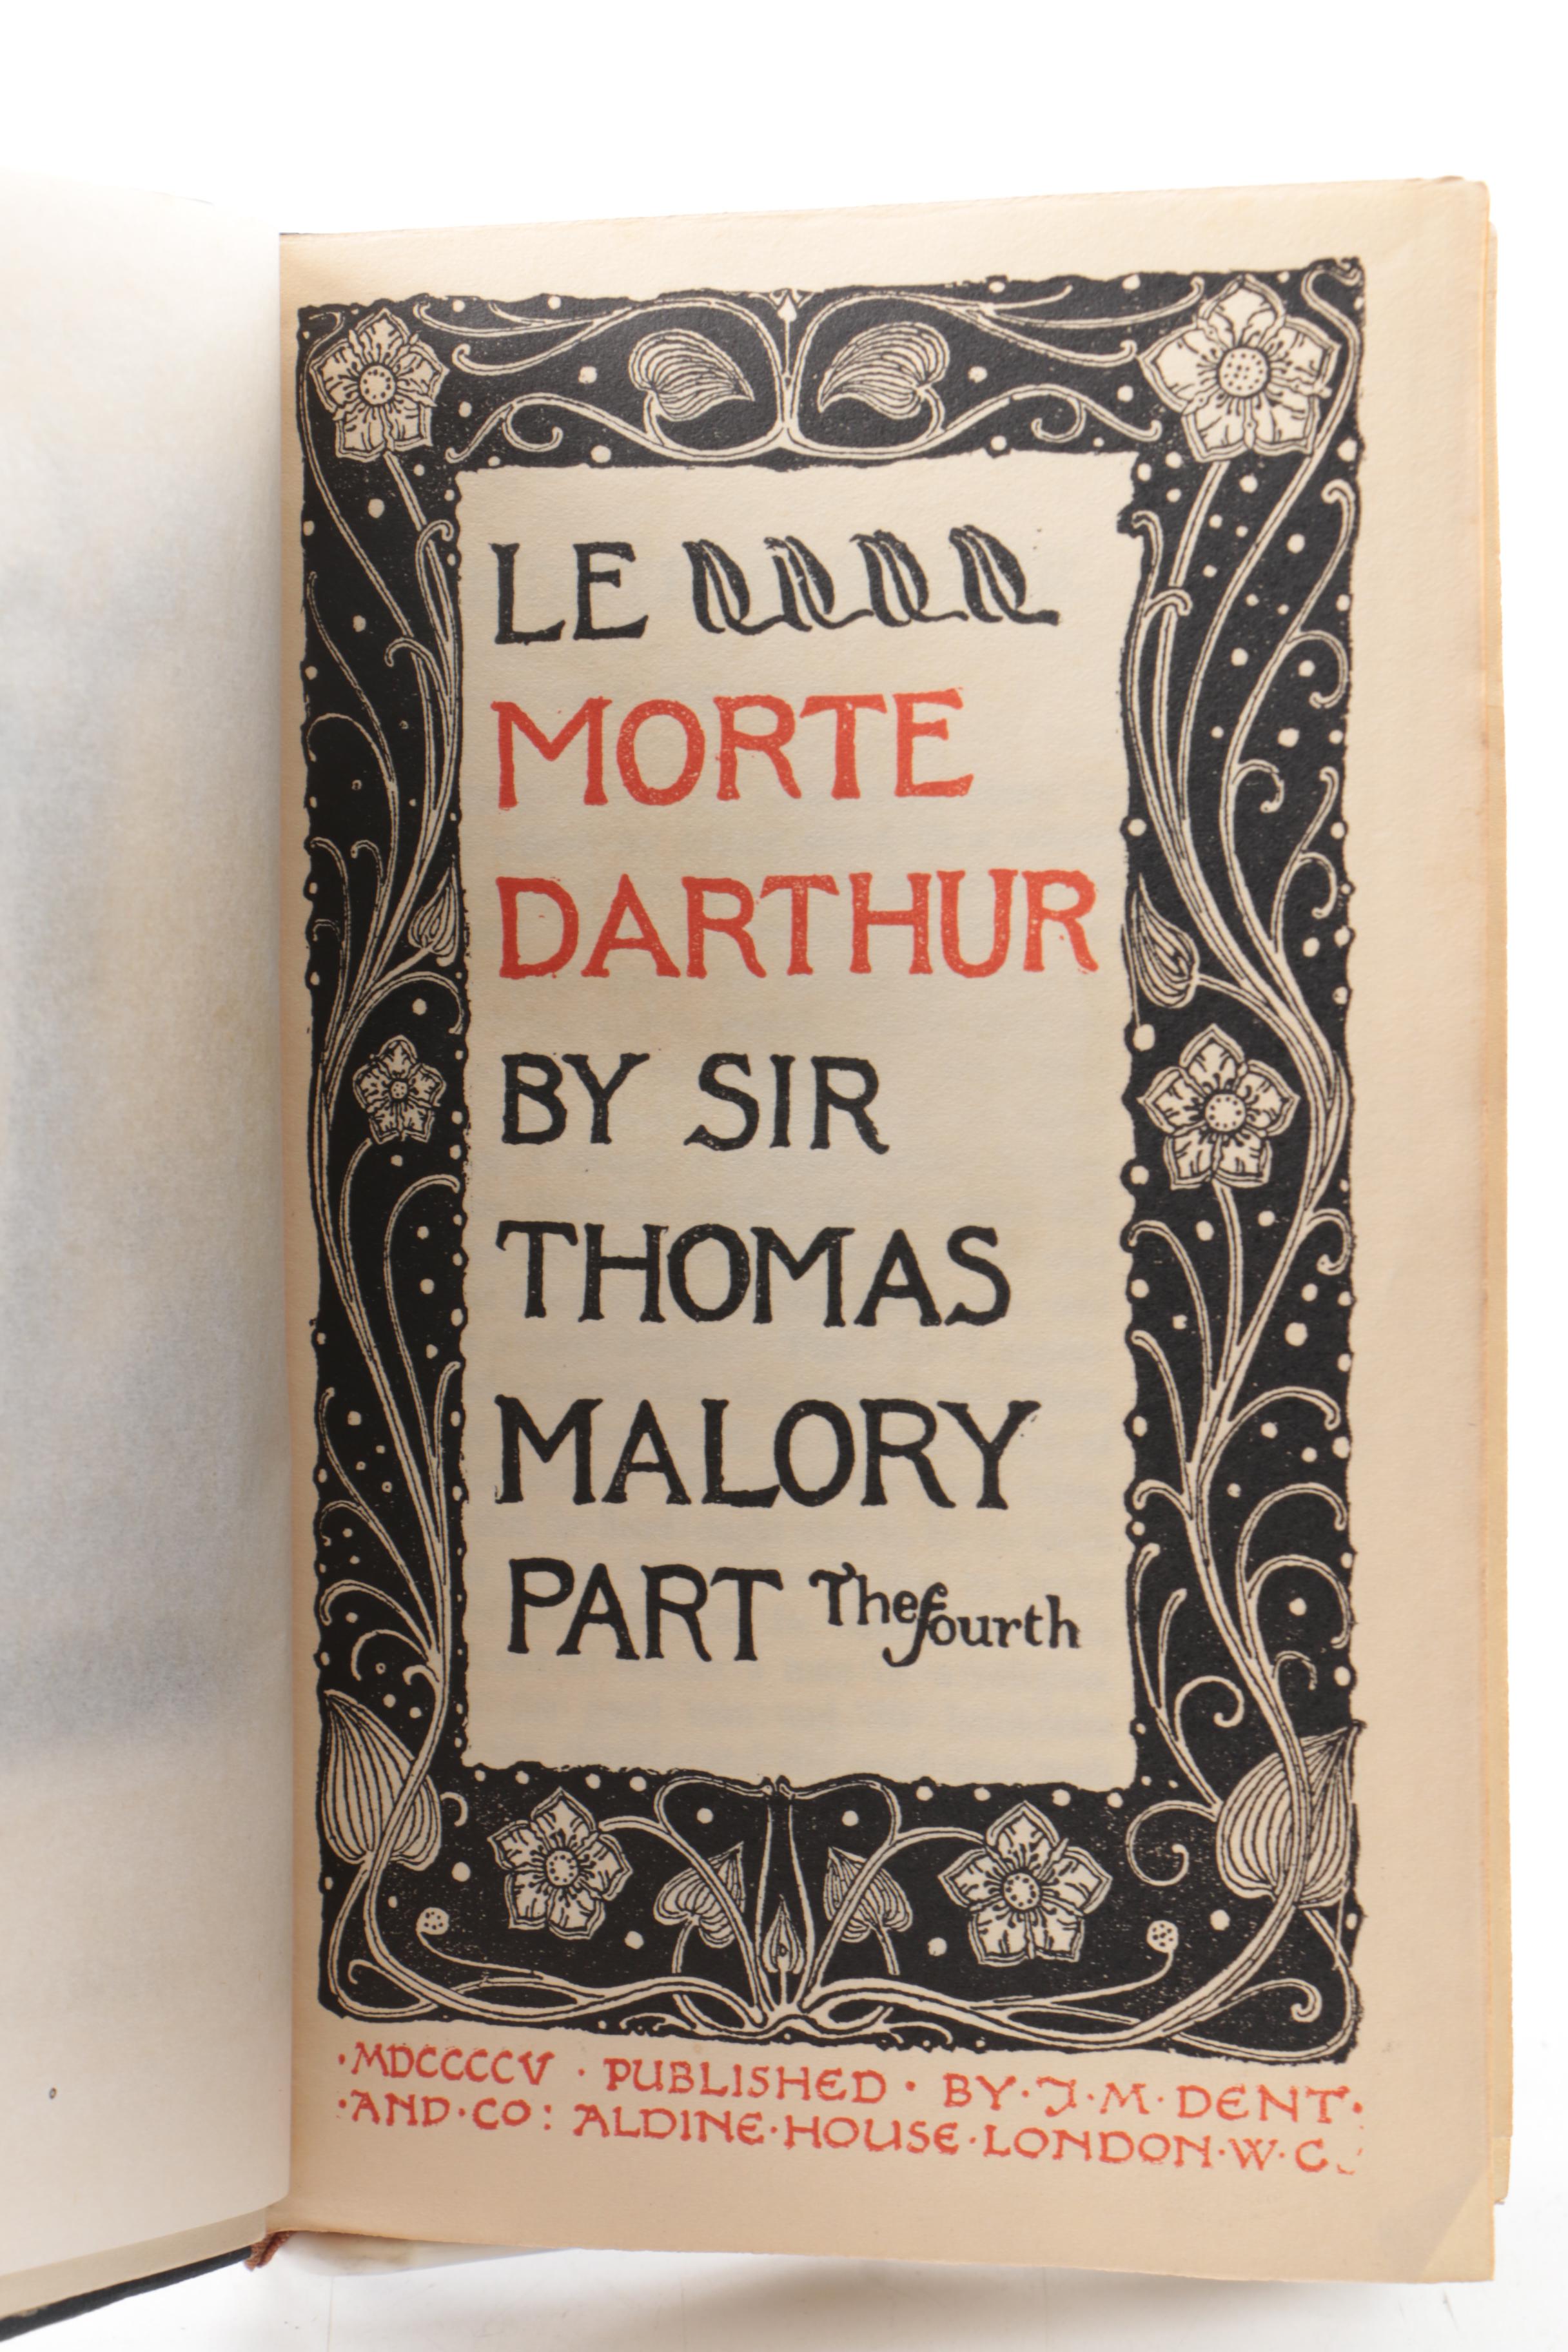 LE
MORTE
DARTHUR
BY SIR
THOMAS
MALORY
PART The fourth
·MDCCCCV · PUBLISHED · BY · J · M · DENT ·
·AND · CO : ALDINE · HOUSE · LONDON · W · C ·